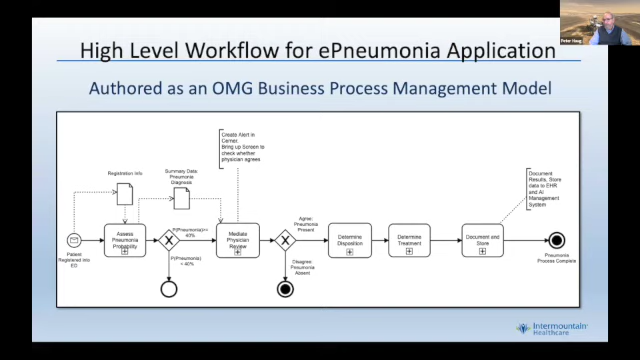 Peter Haug
High Level Workflow for ePneumonia Application
Authored as an OMG Business Process Management Model
Create Alert in
Cerner.
Bring up Screen to
check whether
physician agrees
Registration Info
Summary Data:
Pneumonia
Diagnosis
Document
Results, Store
data to EHR
and AI
Management
System
Assess
Pneumonia
Probability
P(Pneumonia)>=
40%
Mediate
Physician
Review
Agree:
Pneumonia
Present
Determine
Disposition
Determine
Treatment
Document and
Store
Patient
Registered into
ED
P(Pneumonia)
< 40%
Disagree:
Pneumonia
Absent
Pneumonia
Process Complete
Intermountain
Healthcare